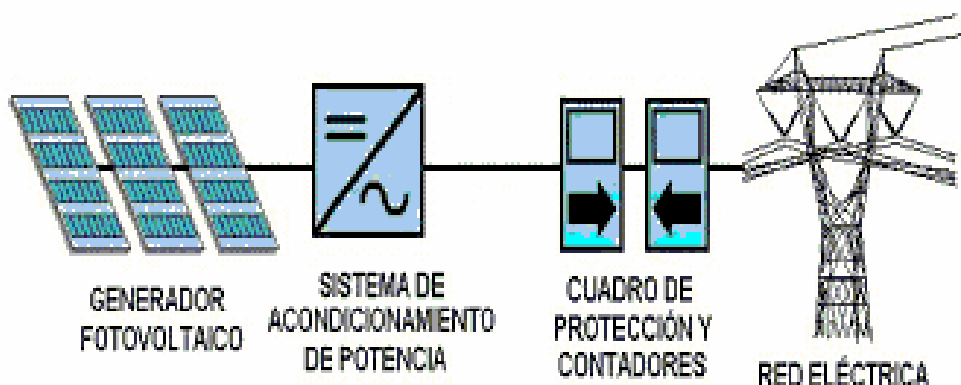 GENERADOR
FOTOVOLTAICO
SISTEMA DE
ACONDICIONAMIENTO
DE POTENCIA
CUADRO DE
PROTECCIÓN Y
CONTADORES
RED ELÉCTRICA